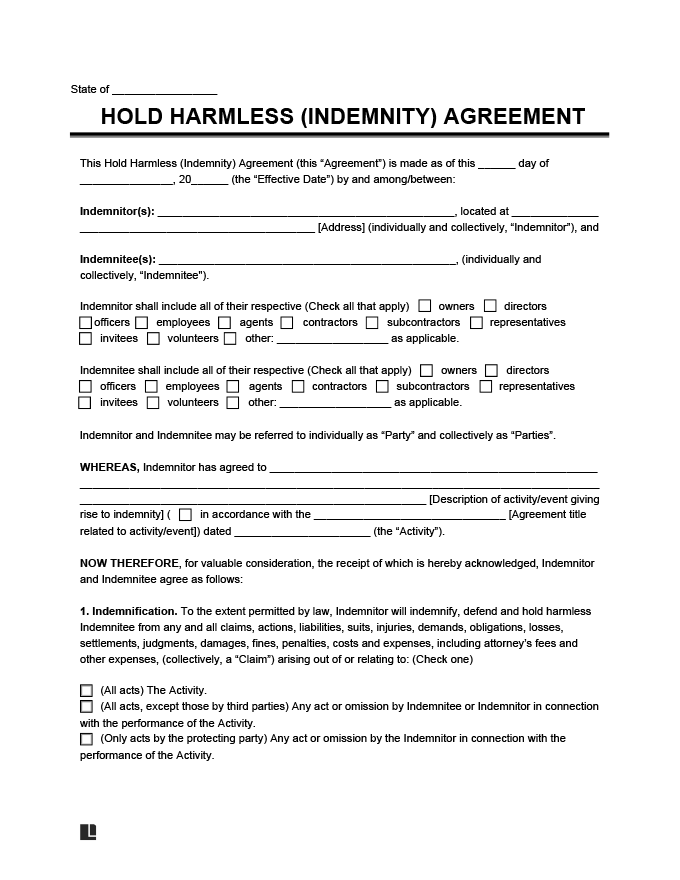 State of _________________
HOLD HARMLESS (INDEMNITY) AGREEMENT
This Hold Harmless (Indemnity) Agreement (this “Agreement”) is made as of this ______ day of
_______________, 20______ (the “Effective Date”) by and among/between:
Indemnitor(s): ________________________________________________, located at ______________
______________________________________ [Address] (individually and collectively, “Indemnitor”), and
Indemnitee(s): ________________________________________________, (individually and
collectively, “Indemnitee”).
Indemnitor shall include all of their respective (Check all that apply) ☐ owners ☐ directors
☐ officers ☐ employees ☐ agents ☐ contractors ☐ subcontractors ☐ representatives
☐ invitees ☐ volunteers ☐ other: __________________ as applicable.
Indemnitee shall include all of their respective (Check all that apply) ☐ owners ☐ directors
☐ officers ☐ employees ☐ agents ☐ contractors ☐ subcontractors ☐ representatives
☐ invitees ☐ volunteers ☐ other: __________________ as applicable.
Indemnitor and Indemnitee may be referred to individually as “Party” and collectively as “Parties”.
WHEREAS, Indemnitor has agreed to _____________________________________________________
____________________________________________________________________________________
________________________________________________________ [Description of activity/event giving
rise to indemnity] ( ☐ in accordance with the _______________________________ [Agreement title
related to activity/event]) dated ______________________ (the “Activity”).
NOW THEREFORE, for valuable consideration, the receipt of which is hereby acknowledged, Indemnitor
and Indemnitee agree as follows:
1. Indemnification. To the extent permitted by law, Indemnitor will indemnify, defend and hold harmless
Indemnitee from any and all claims, actions, liabilities, suits, injuries, demands, obligations, losses,
settlements, judgments, damages, fines, penalties, costs and expenses, including attorney’s fees and
other expenses, (collectively, a “Claim”) arising out of or relating to: (Check one)
☐ (All acts) The Activity.
☐ (All acts, except those by third parties) Any act or omission by Indemnitee or Indemnitor in connection
with the performance of the Activity.
☐ (Only acts by the protecting party) Any act or omission by the Indemnitor in connection with the
performance of the Activity.